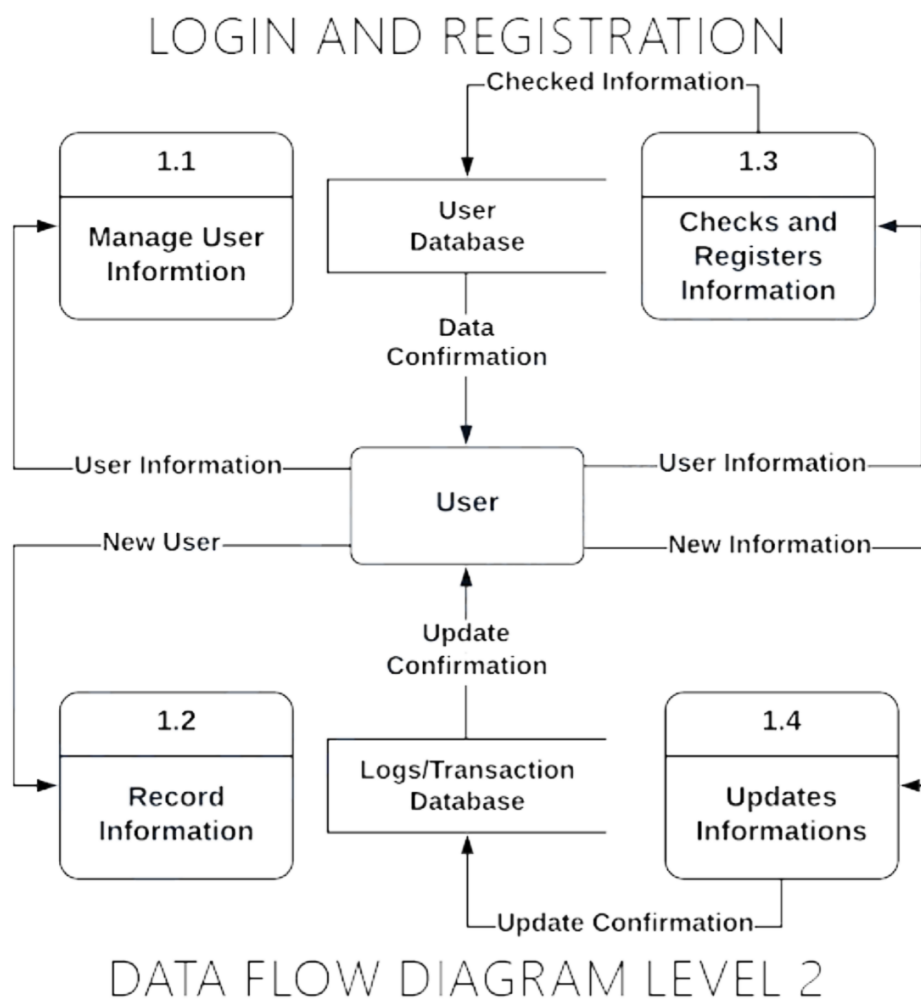 LOGIN AND REGISTRATION
Checked Information
1.1
Manage User
Informtion
User
Database
1.3
Checks and
Registers
Information
Data
Confirmation
User Information
User
User Information
New User
New Information
Update
Confirmation
1.2
Record
Information
Logs/Transaction
Database
1.4
Updates
Informations
Update Confirmation
DATA FLOW DIAGRAM LEVEL 2